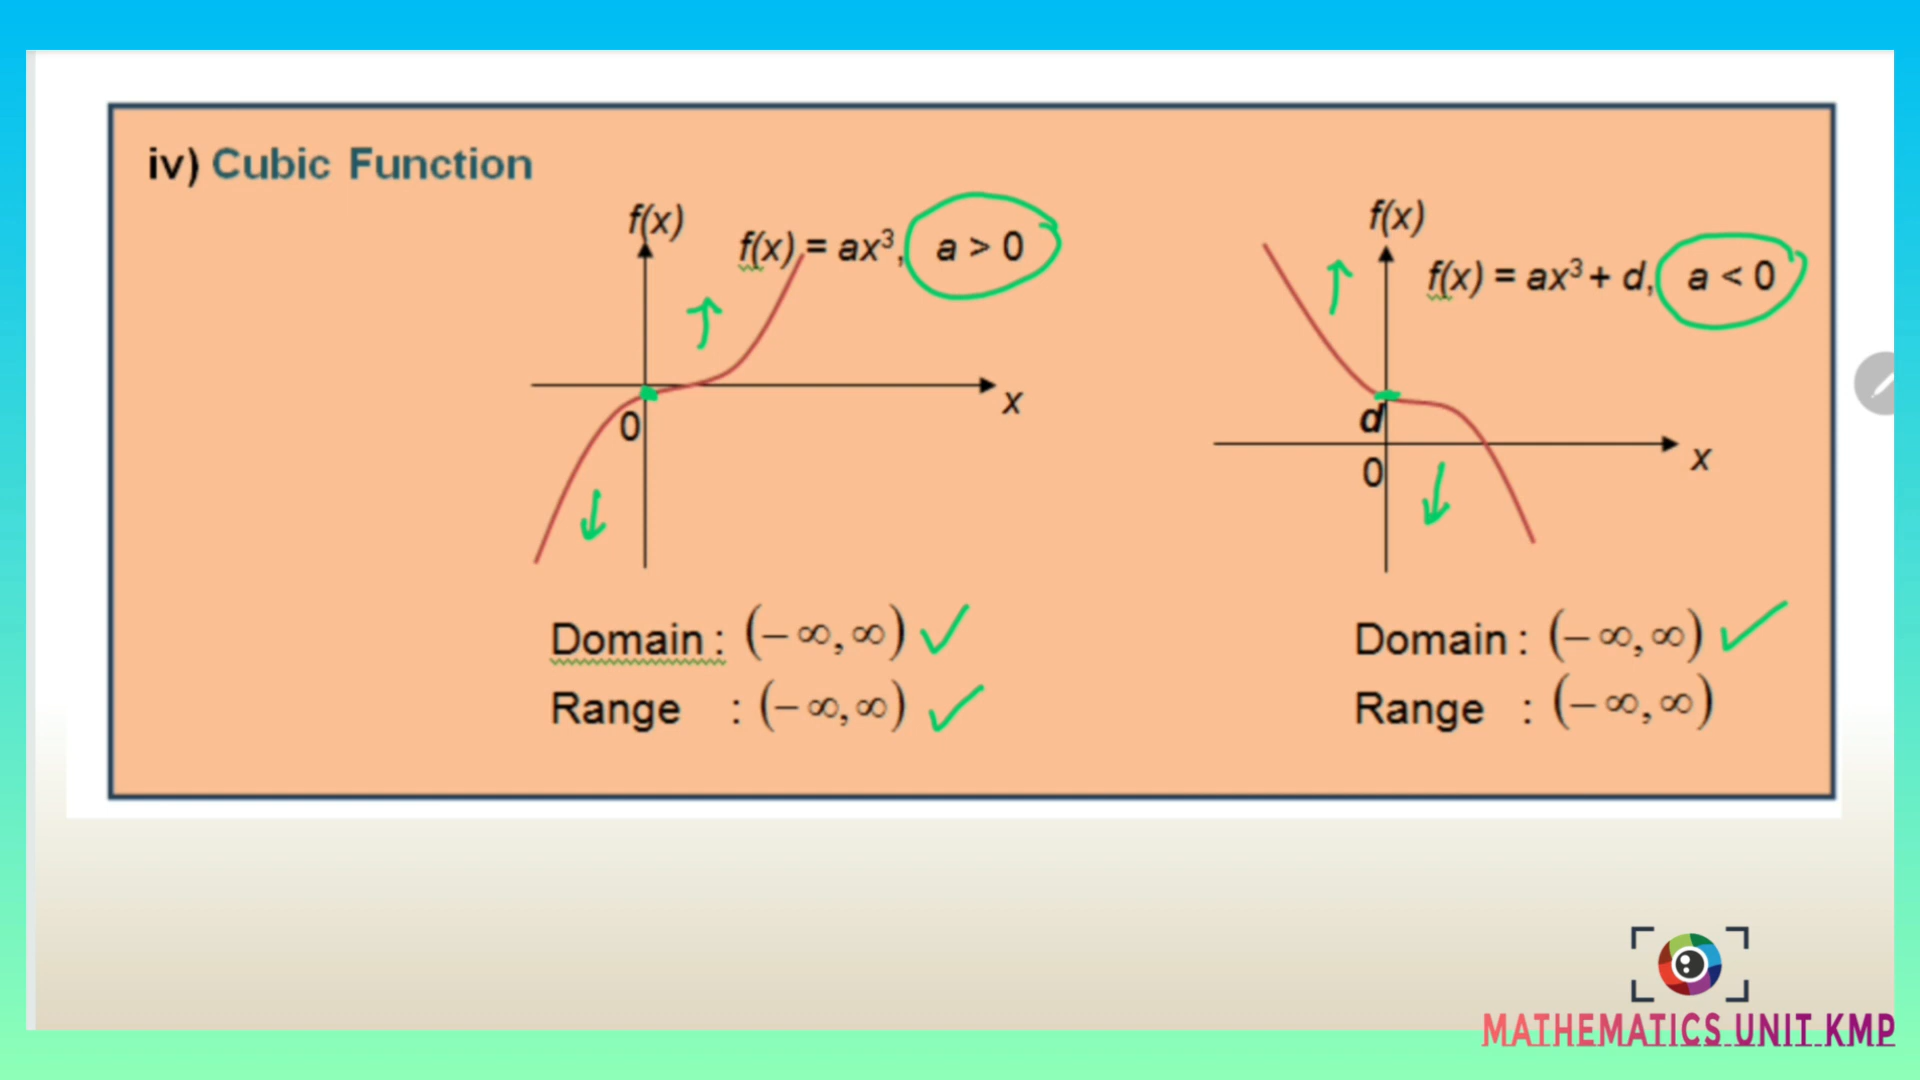 iv) Cubic Function
f(x)
f(x) = ax³, a > 0
x
0
Domain : (– ∞, ∞)
Range : (– ∞, ∞)
f(x)
f(x) = ax³ + d, a < 0
d
x
0
Domain : (– ∞, ∞)
Range : (– ∞, ∞)
MATHEMATICS UNIT KMP